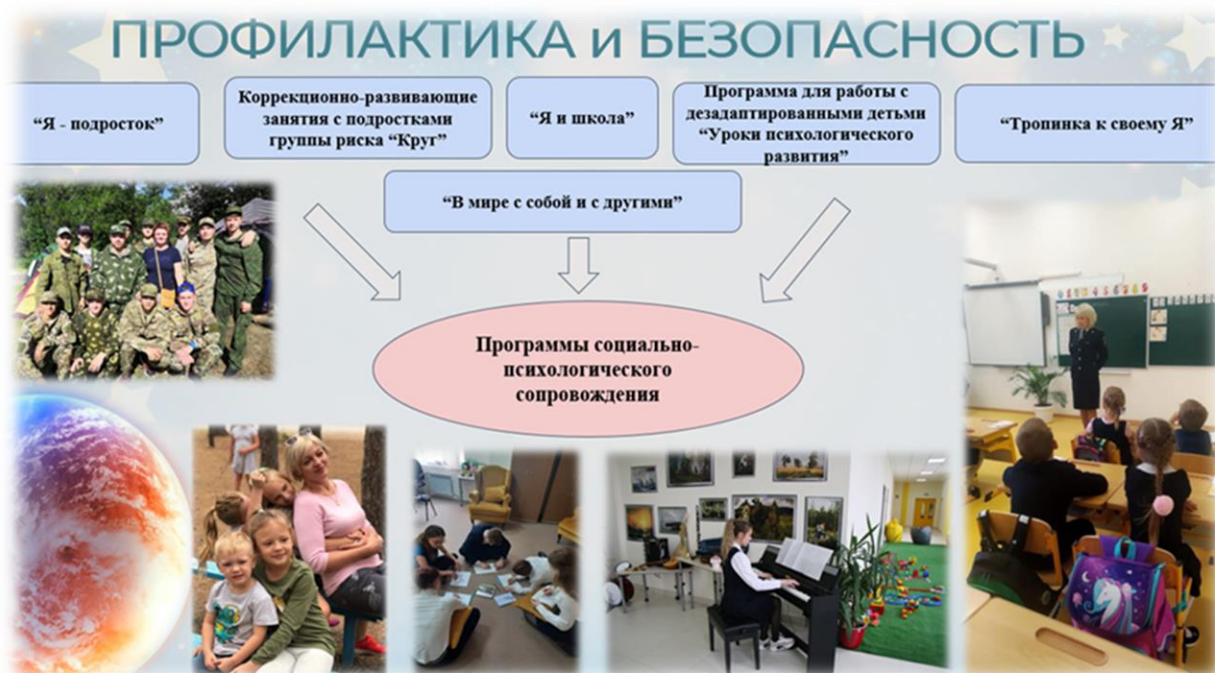 ПРОФИЛАКТИКА и БЕЗОПАСНОСТЬ
“Я - подросток”
Коррекционно-развивающие
занятия с подростками
группы риска “Круг”
“Я и школа”
Программа для работы с
дезадаптированными детьми
“Уроки психологического
развития”
“Тропинка к своему Я”
“В мире с собой и с другими”
Программы социально-
психологического
сопровождения